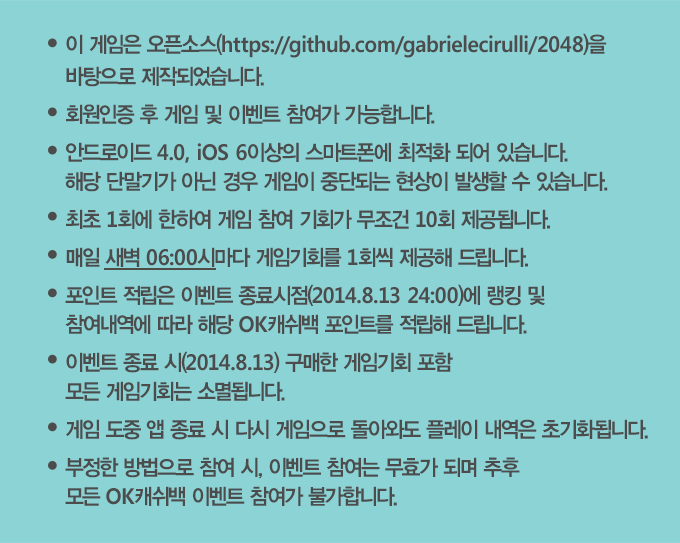 • 이 게임은 오픈소스(https://github.com/gabrielecirulli/2048)을
바탕으로 제작되었습니다.
• 회원인증 후 게임 및 이벤트 참여가 가능합니다.
• 안드로이드 4.0, iOS 6이상의 스마트폰에 최적화 되어 있습니다.
해당 단말기가 아닌 경우 게임이 중단되는 현상이 발생할 수 있습니다.
• 최초 1회에 한하여 게임 참여 기회가 무조건 10회 제공됩니다.
• 매일 새벽 06:00시마다 게임기회를 1회씩 제공해 드립니다.
• 포인트 적립은 이벤트 종료시점(2014.8.13 24:00)에 랭킹 및
참여내역에 따라 해당 OK캐쉬백 포인트를 적립해 드립니다.
• 이벤트 종료 시(2014.8.13) 구매한 게임기회 포함
모든 게임기회는 소멸됩니다.
• 게임 도중 앱 종료 시 다시 게임으로 돌아와도 플레이 내역은 초기화됩니다.
• 부정한 방법으로 참여 시, 이벤트 참여는 무효가 되며 추후
모든 OK캐쉬백 이벤트 참여가 불가합니다.